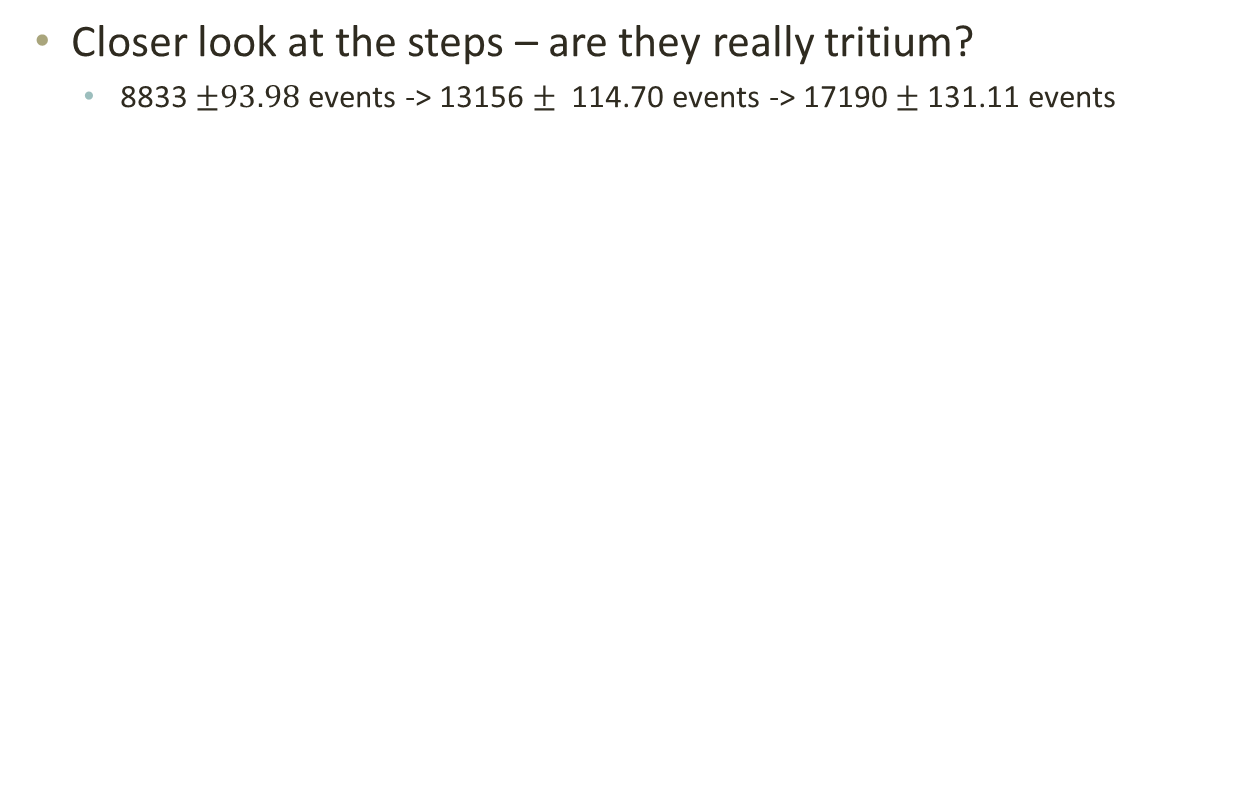 • Closer look at the steps – are they really tritium?
• 8833 ±93.98 events -> 13156 ± 114.70 events -> 17190 ± 131.11 events